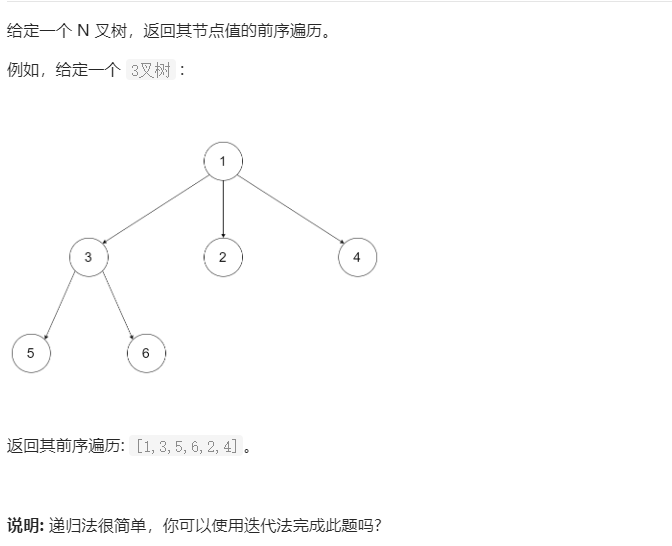 给定一个 N 叉树，返回其节点值的前序遍历。
例如，给定一个 3叉树 :
1
3
2
4
5
6
返回其前序遍历: [1,3,5,6,2,4]。
说明: 递归法很简单，你可以使用迭代法完成此题吗?